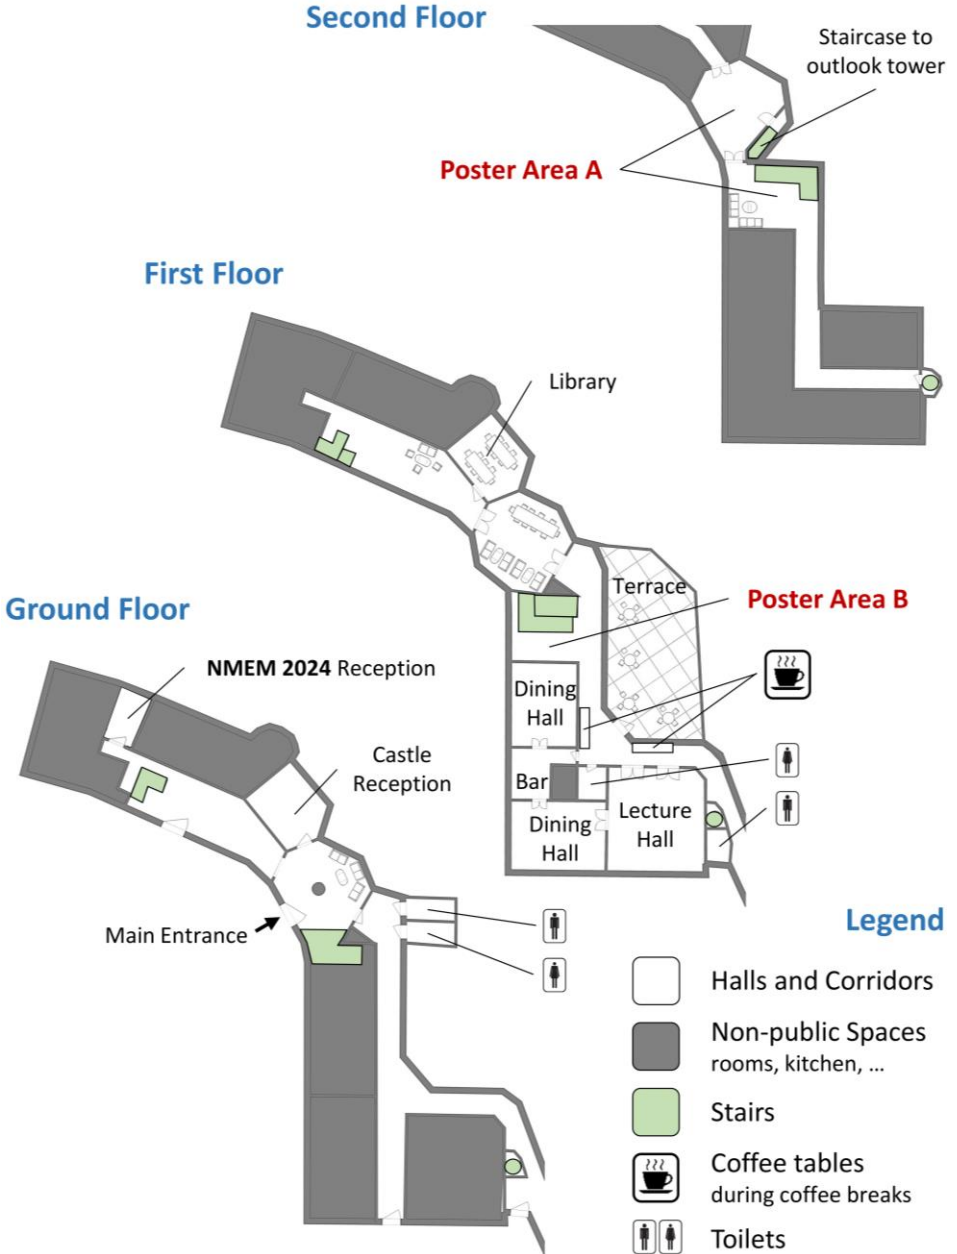 Second Floor
Staircase to
outlook tower
Poster Area A
First Floor
Library
Terrace
Poster Area B
Ground Floor
NMEM 2024 Reception
Dining
Hall
Castle
Reception
Bar
Dining
Hall
Lecture
Hall
Main Entrance
Legend
Halls and Corridors
Non-public Spaces
rooms, kitchen, ...
Stairs
Coffee tables
during coffee breaks
Toilets